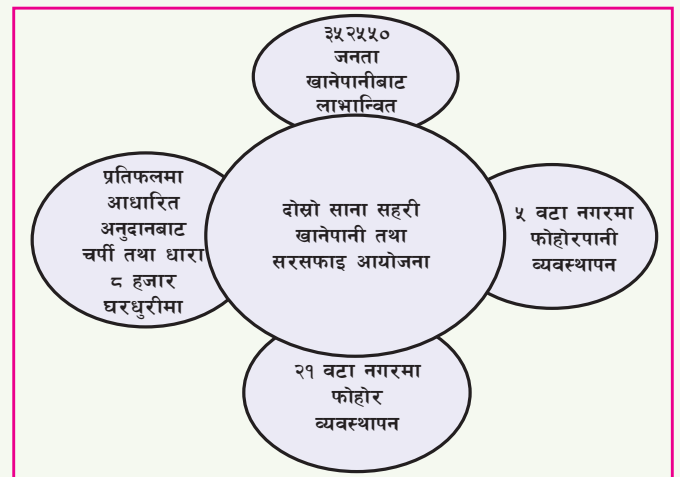 ३५२५५०
जनता
खानेपानीबाट
लाभान्वित
प्रतिफलमा
आधारित
अनुदानबाट
चर्पी तथा धारा
८ हजार
घरधुरीमा
दोस्रो साना सहरी
खानेपानी तथा
सरसफाइ आयोजना
५ वटा नगरमा
फोहोरपानी
व्यवस्थापन
२१ वटा नगरमा
फोहोर
व्यवस्थापन